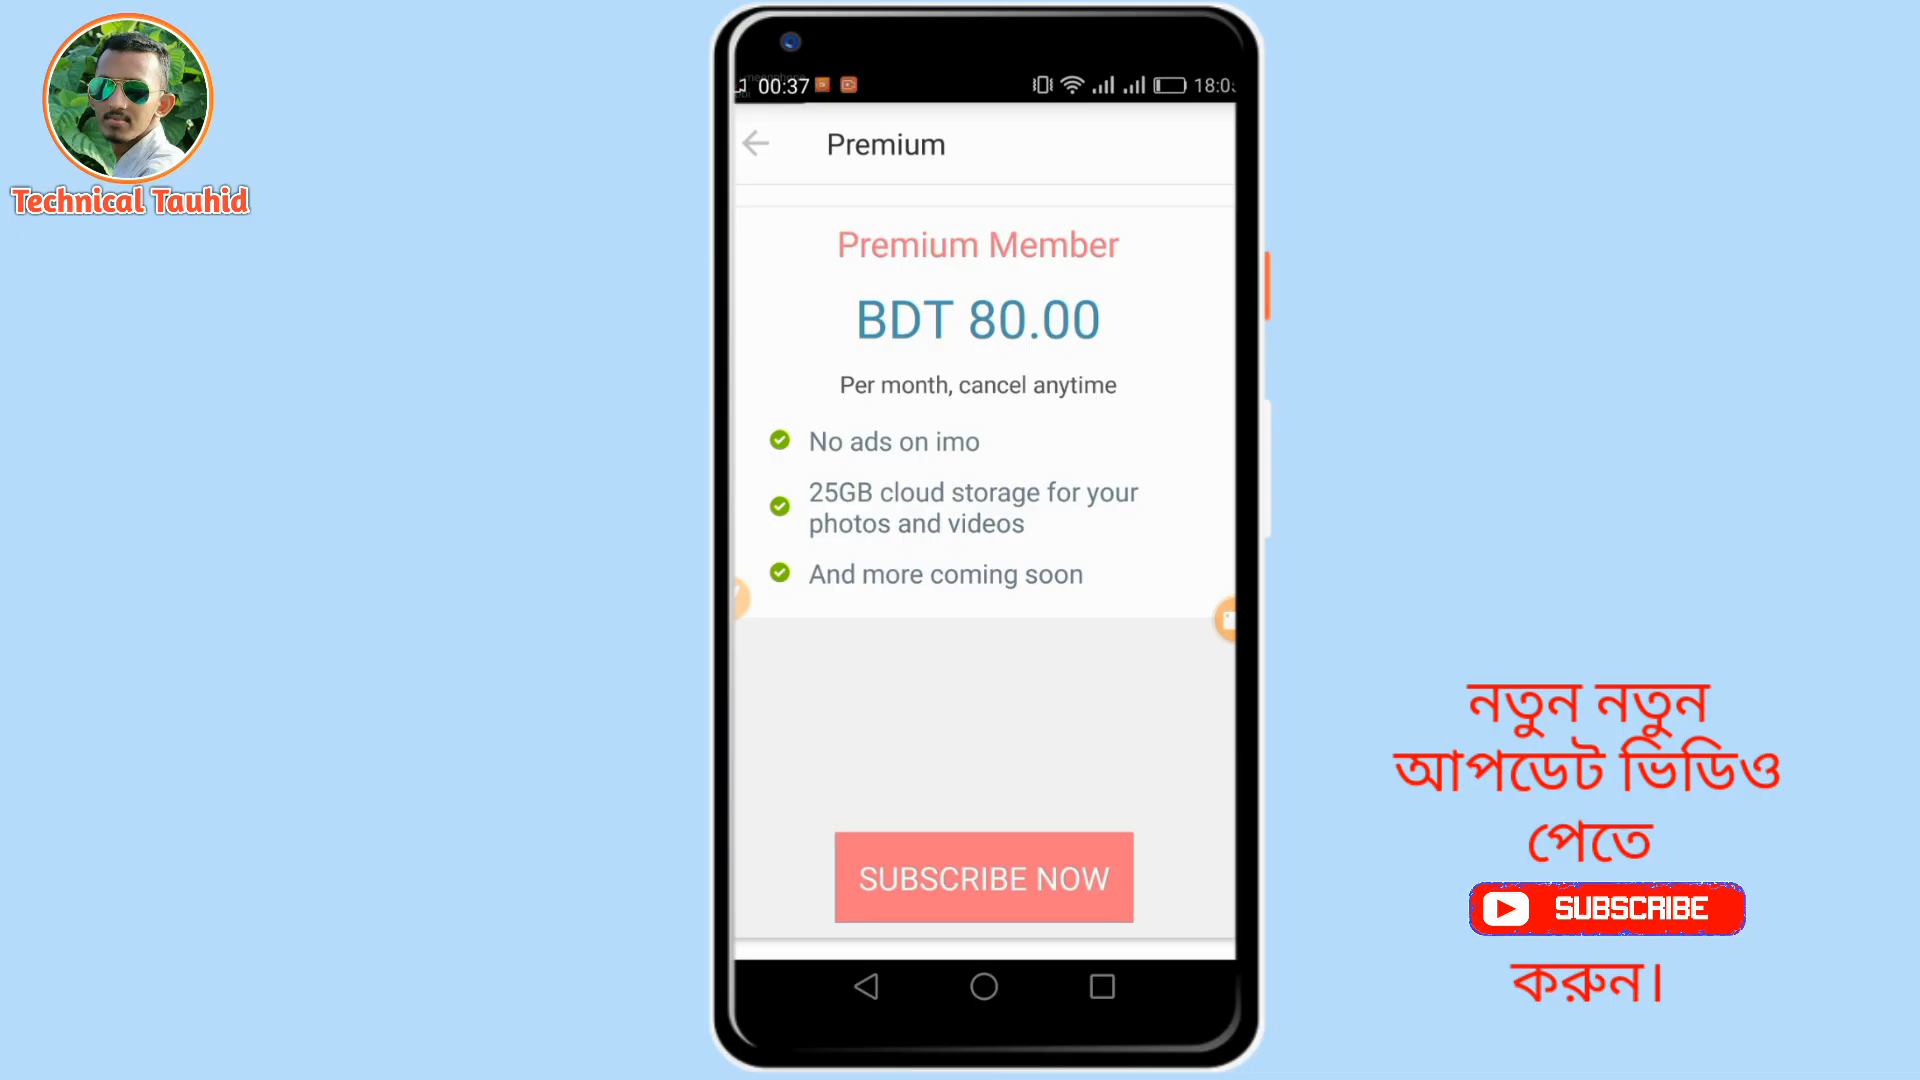 Technical Tauhid
00:37
18:0
Premium
Premium Member
BDT 80.00
Per month, cancel anytime
No ads on imo
25GB cloud storage for your
photos and videos
And more coming soon
SUBSCRIBE NOW
নতুন নতুন
আপডেট ভিডিও
পেতে
SUBSCRIBE
করুন।